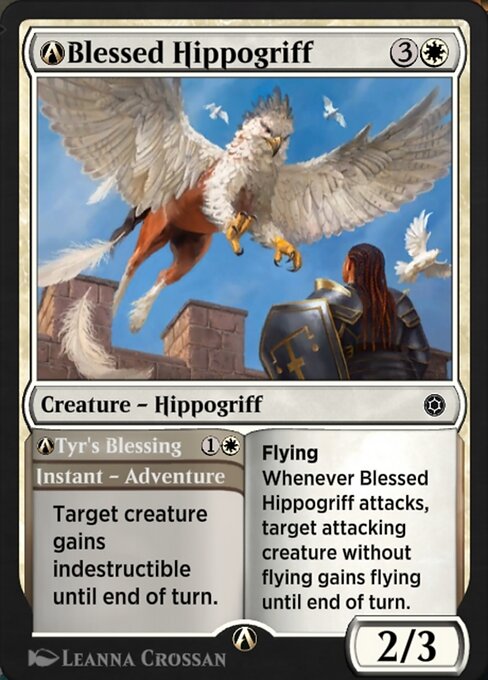 Blessed Hippogriff 3
Creature – Hippogriff
Tyr's Blessing 1
Instant – Adventure
Target creature
gains
indestructible
until end of turn.
Flying
Whenever Blessed
Hippogriff attacks,
target attacking
creature without
flying gains flying
until end of turn.
2/3
Leanna Crossan